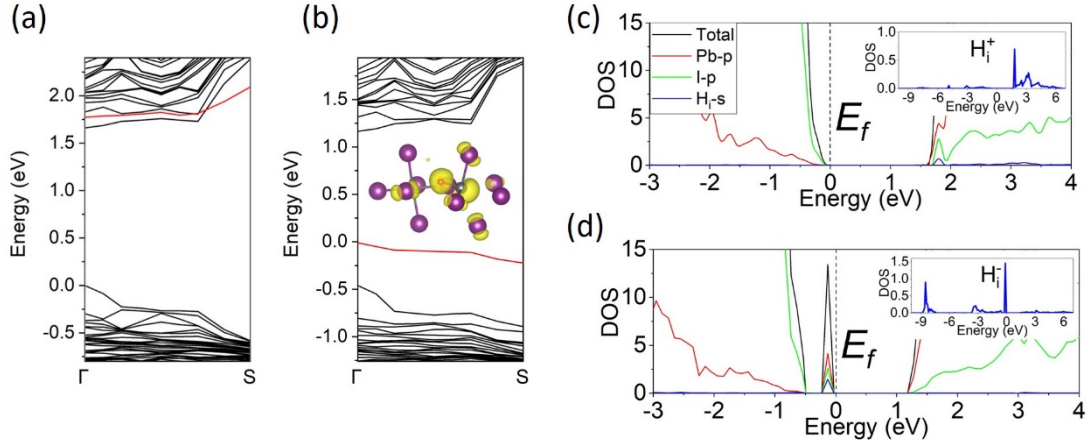 (a)
(b)
(c)
(d)
Energy (eV)
2.0
1.5
1.0
0.5
0.0
-0.5
Γ
S
Energy (eV)
1.5
1.0
0.5
0.0
-0.5
-1.0
Γ
S
DOS
15
10
5
0
Total
Pb-p
I-p
Hᵢ-s
E_f
-3 -2 -1 0 1 2 3 4
Energy (eV)
DOS
1.0
0.5
0.0
Hᵢ⁺
-9 -6 -3 0 3 6
Energy (eV)
DOS
15
10
5
0
E_f
-3 -2 -1 0 1 2 3 4
Energy (eV)
DOS
1.5
1.0
0.5
0.0
Hᵢ⁻
-9 -6 -3 0 3 6
Energy (eV)